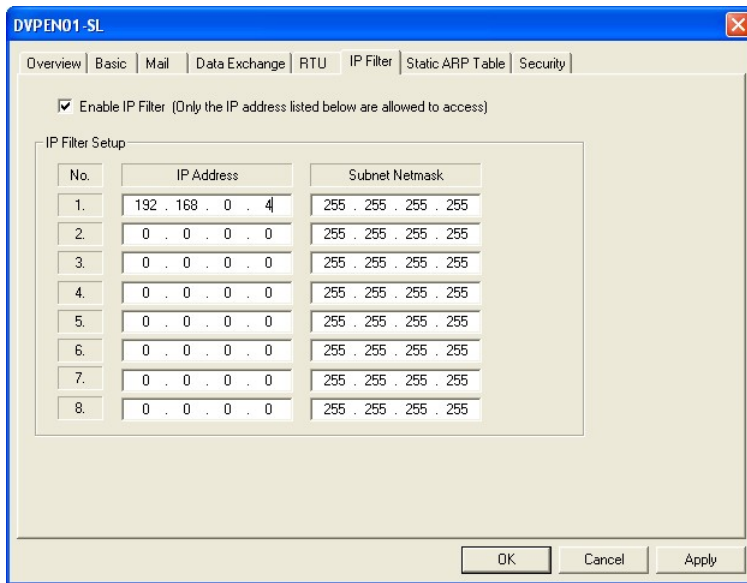 DVPEN01-SL
Overview Basic Mail Data Exchange RTU IP Filter Static ARP Table Security
Enable IP Filter (Only the IP address listed below are allowed to access)
IP Filter Setup
No. IP Address Subnet Netmask
1. 192 . 168 . 0 . 4 255 . 255 . 255 . 255
2. 0 . 0 . 0 . 0 255 . 255 . 255 . 255
3. 0 . 0 . 0 . 0 255 . 255 . 255 . 255
4. 0 . 0 . 0 . 0 255 . 255 . 255 . 255
5. 0 . 0 . 0 . 0 255 . 255 . 255 . 255
6. 0 . 0 . 0 . 0 255 . 255 . 255 . 255
7. 0 . 0 . 0 . 0 255 . 255 . 255 . 255
8. 0 . 0 . 0 . 0 255 . 255 . 255 . 255
OK Cancel Apply